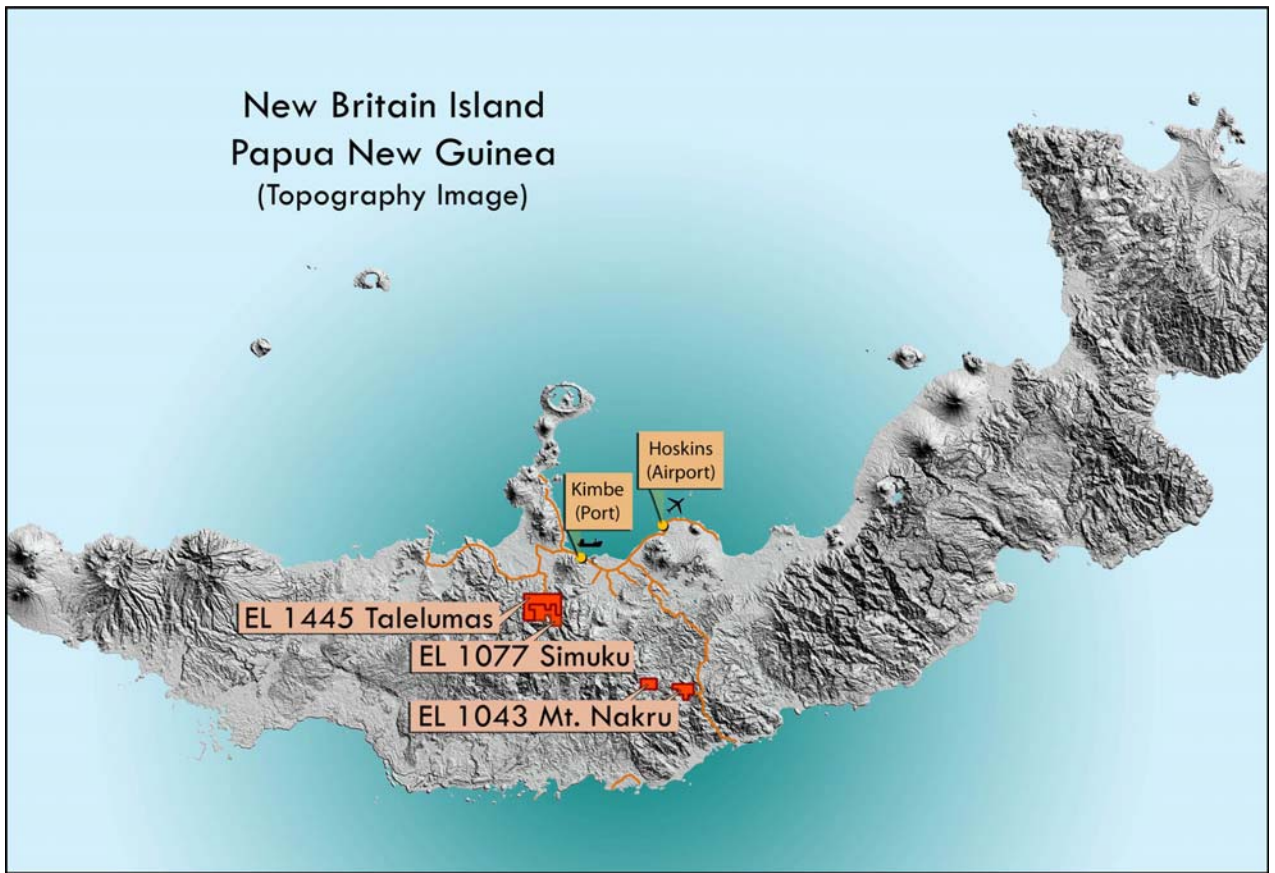 New Britain Island
Papua New Guinea
(Topography Image)
Hoskins
(Airport)
Kimbe
(Port)
EL 1445 Talelumas
EL 1077 Simuku
EL 1043 Mt. Nakru